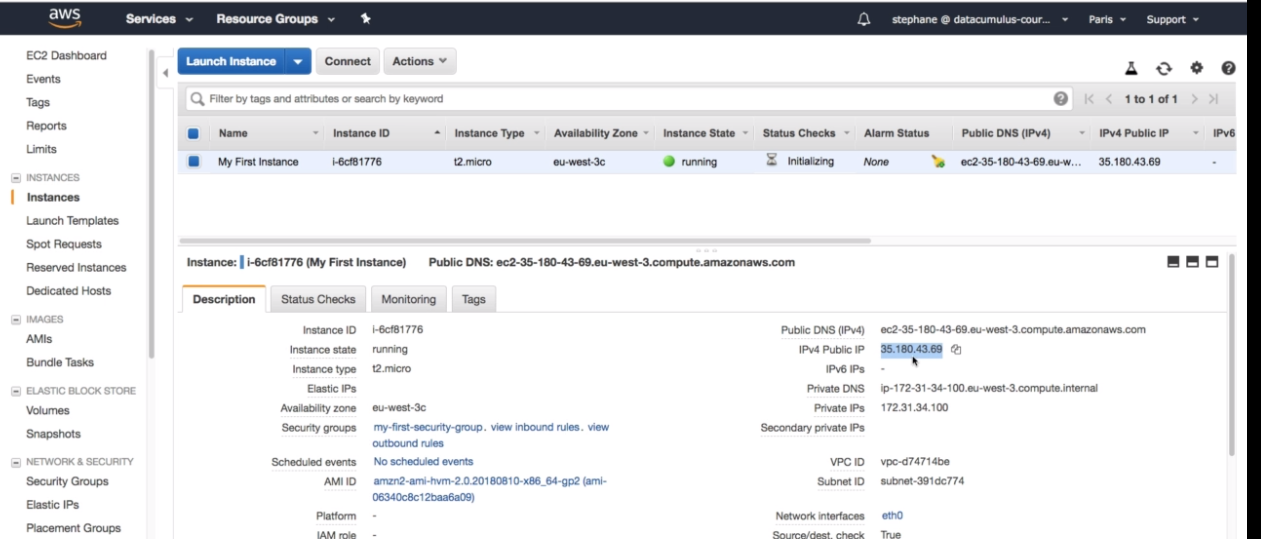 aws
Services
Resource Groups
stephane @ datacumulus-cour...
Paris
Support
EC2 Dashboard
Events
Tags
Reports
Limits
INSTANCES
Instances
Launch Templates
Spot Requests
Reserved Instances
Dedicated Hosts
IMAGES
AMIs
Bundle Tasks
ELASTIC BLOCK STORE
Volumes
Snapshots
NETWORK & SECURITY
Security Groups
Elastic IPs
Placement Groups
Launch Instance
Connect
Actions
Filter by tags and attributes or search by keyword
1 to 1 of 1
Name Instance ID Instance Type Availability Zone Instance State Status Checks Alarm Status Public DNS (IPv4) IPv4 Public IP IPv6
My First Instance i-6cf81776 t2.micro eu-west-3c running Initializing None ec2-35-180-43-69.eu-w... 35.180.43.69 -
Instance: i-6cf81776 (My First Instance) Public DNS: ec2-35-180-43-69.eu-west-3.compute.amazonaws.com
Description Status Checks Monitoring Tags
Instance ID i-6cf81776
Instance state running
Instance type t2.micro
Elastic IPs
Availability zone eu-west-3c
Security groups my-first-security-group. view inbound rules. view
outbound rules
Scheduled events No scheduled events
AMI ID amzn2-ami-hvm-2.0.20180810-x86_64-gp2 (ami-
06340c8c12baa6a09)
Platform -
IAM role -
Public DNS (IPv4) ec2-35-180-43-69.eu-west-3.compute.amazonaws.com
IPv4 Public IP 35.180.43.69
IPv6 IPs -
Private DNS ip-172-31-34-100.eu-west-3.compute.internal
Private IPs 172.31.34.100
Secondary private IPs
VPC ID vpc-d74714be
Subnet ID subnet-391dc774
Network interfaces eth0
Source/dest. check True